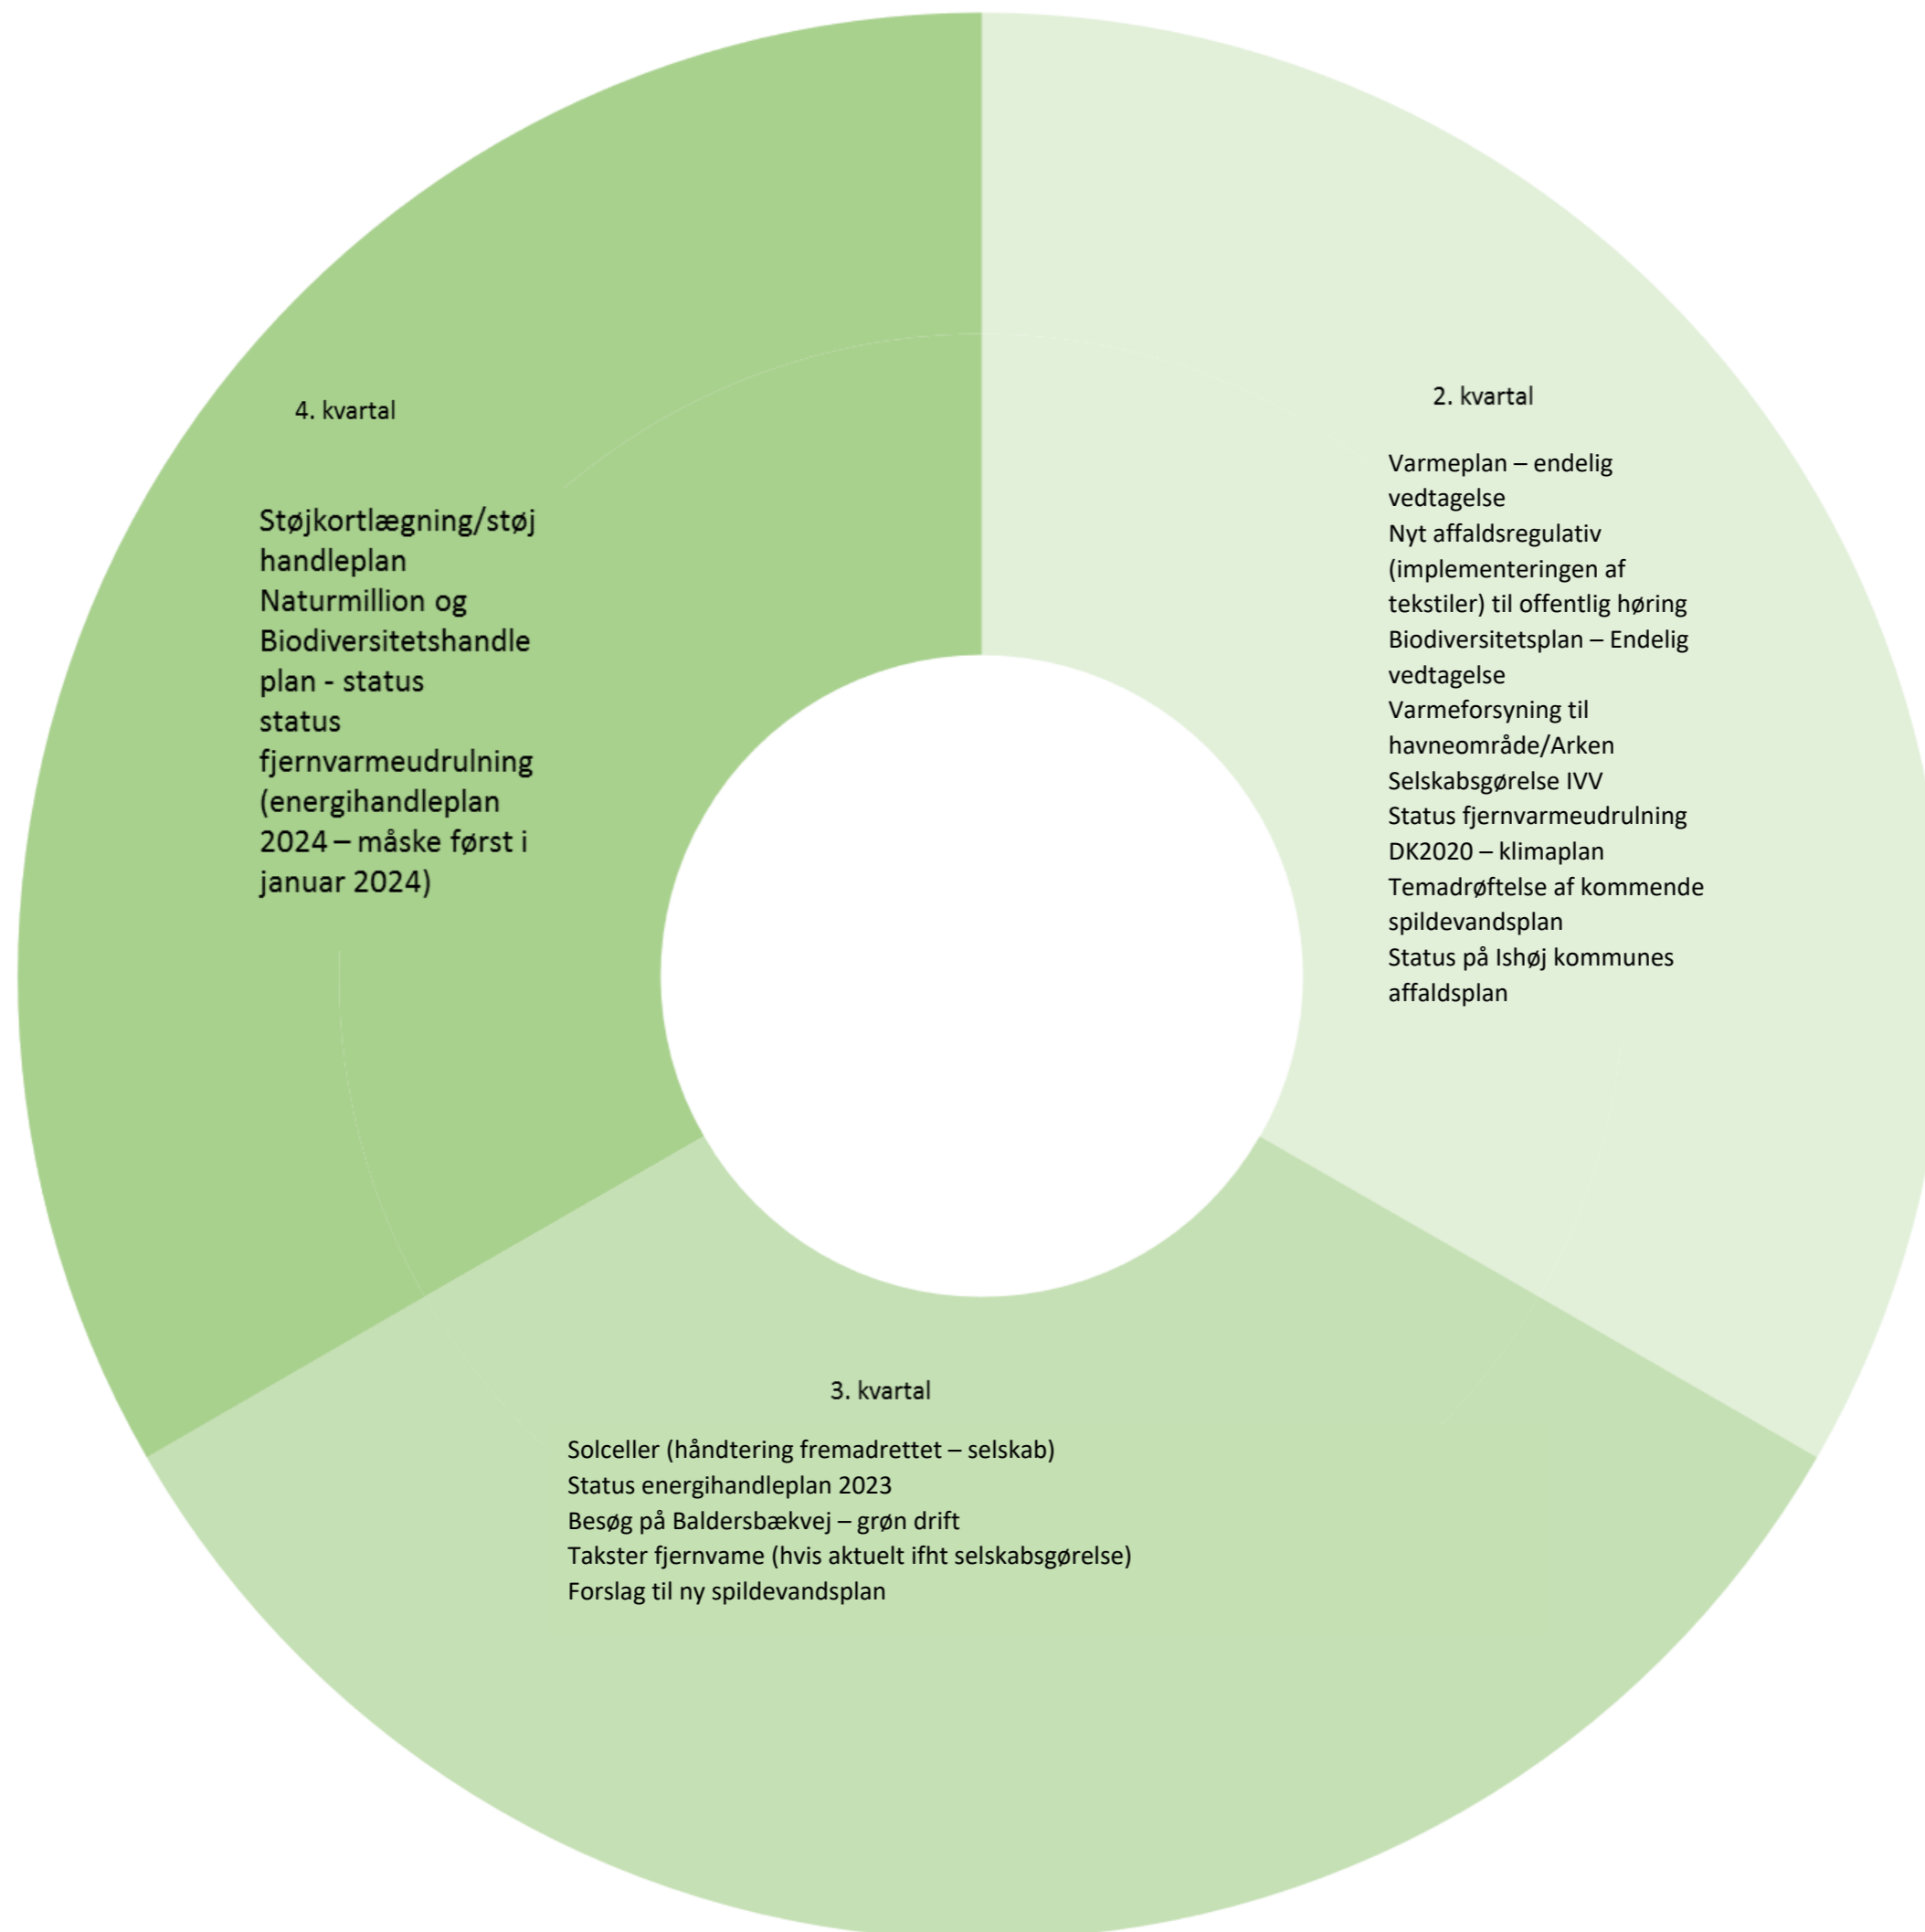 4. kvartal
Støjkortlægning/støj
handleplan
Naturmillion og
Biodiversitetshandle
plan - status
status
fjernvarmeudrulning
(energihandleplan
2024 – måske først i
januar 2024)
2. kvartal
Varmeplan – endelig
vedtagelse
Nyt affaldsregulativ
(implementeringen af
tekstiler) til offentlig høring
Biodiversitetsplan – Endelig
vedtagelse
Varmeforsyning til
havneområde/Arken
Selskabsgørelse IVV
Status fjernvarmeudrulning
DK2020 – klimaplan
Temadrøftelse af kommende
spildevandsplan
Status på Ishøj kommunes
affaldsplan
3. kvartal
Solceller (håndtering fremadrettet – selskab)
Status energihandleplan 2023
Besøg på Baldersbækvej – grøn drift
Takster fjernvame (hvis aktuelt ifht selskabsgørelse)
Forslag til ny spildevandsplan